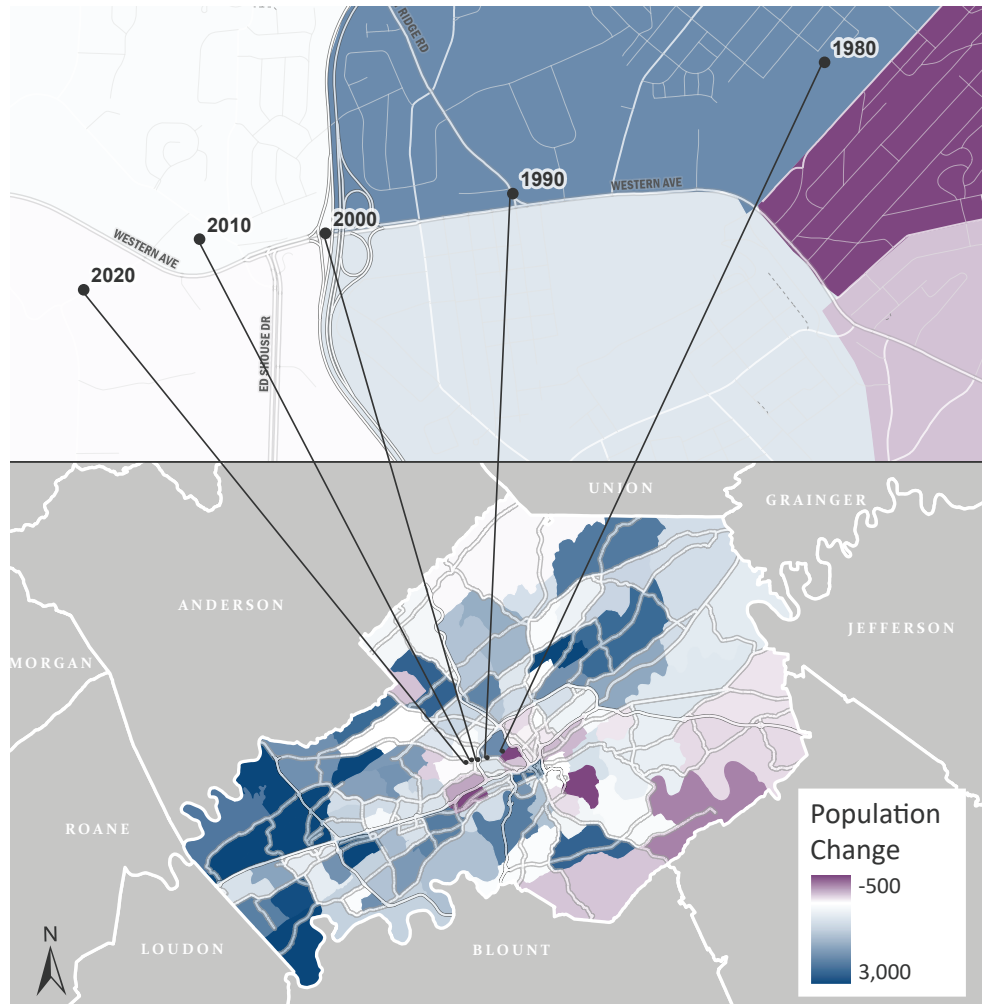 RIDGE RD
1980
1990
WESTERN AVE
2000
2010
WESTERN AVE
2020
ED SHOUSE DR
UNION
GRAINGER
ANDERSON
JEFFERSON
MORGAN
ROANE
Population
Change
-500
3,000
N
LOUDON
BLOUNT